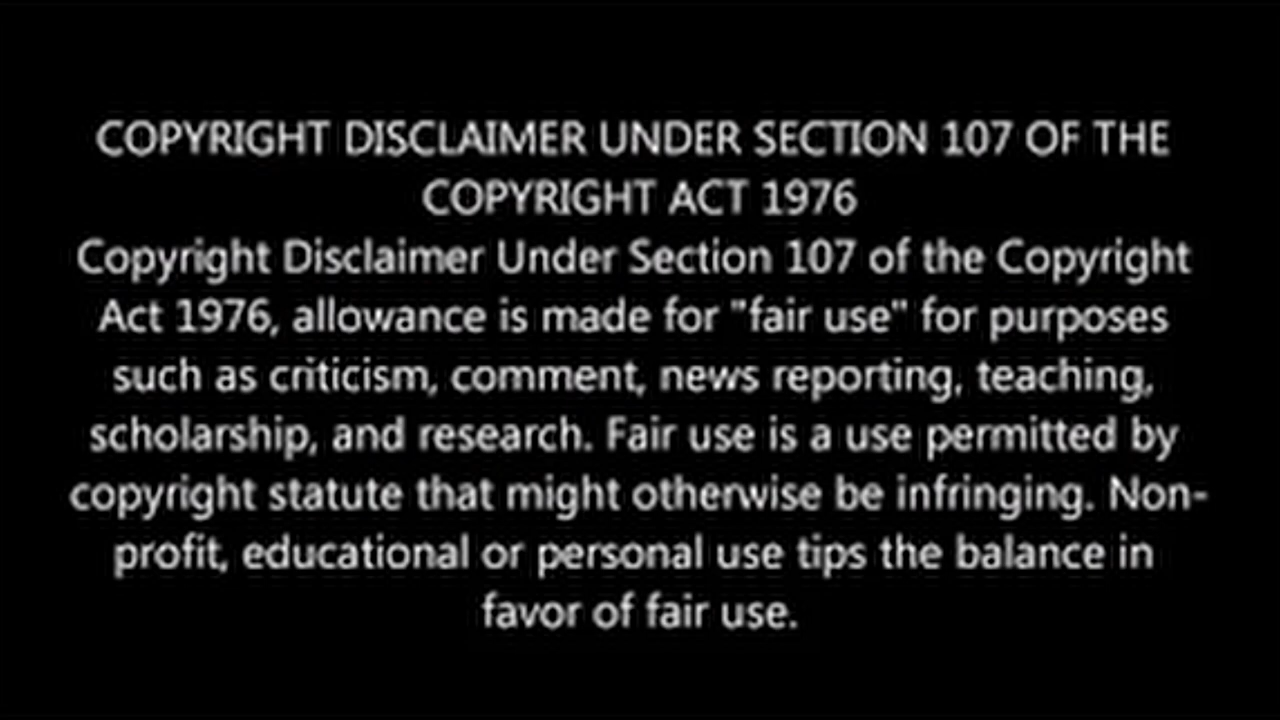 COPYRIGHT DISCLAIMER UNDER SECTION 107 OF THE
COPYRIGHT ACT 1976
Copyright Disclaimer Under Section 107 of the Copyright
Act 1976, allowance is made for "fair use" for purposes
such as criticism, comment, news reporting, teaching,
scholarship, and research. Fair use is a use permitted by
copyright statute that might otherwise be infringing. Non-
profit, educational or personal use tips the balance in
favor of fair use.